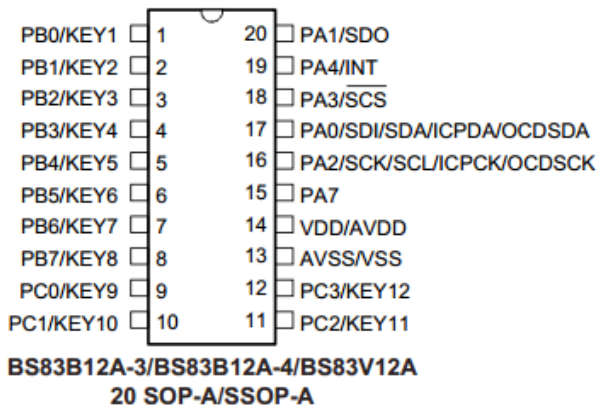 PB0/KEY1 1 20 PA1/SDO
PB1/KEY2 2 19 PA4/INT
PB2/KEY3 3 18 PA3/SCS
PB3/KEY4 4 17 PA0/SDI/SDA/ICPDA/OCDSDA
PB4/KEY5 5 16 PA2/SCK/SCL/ICPCK/OCDSCK
PB5/KEY6 6 15 PA7
PB6/KEY7 7 14 VDD/AVDD
PB7/KEY8 8 13 AVSS/VSS
PC0/KEY9 9 12 PC3/KEY12
PC1/KEY10 10 11 PC2/KEY11
BS83B12A-3/BS83B12A-4/BS83V12A
20 SOP-A/SSOP-A